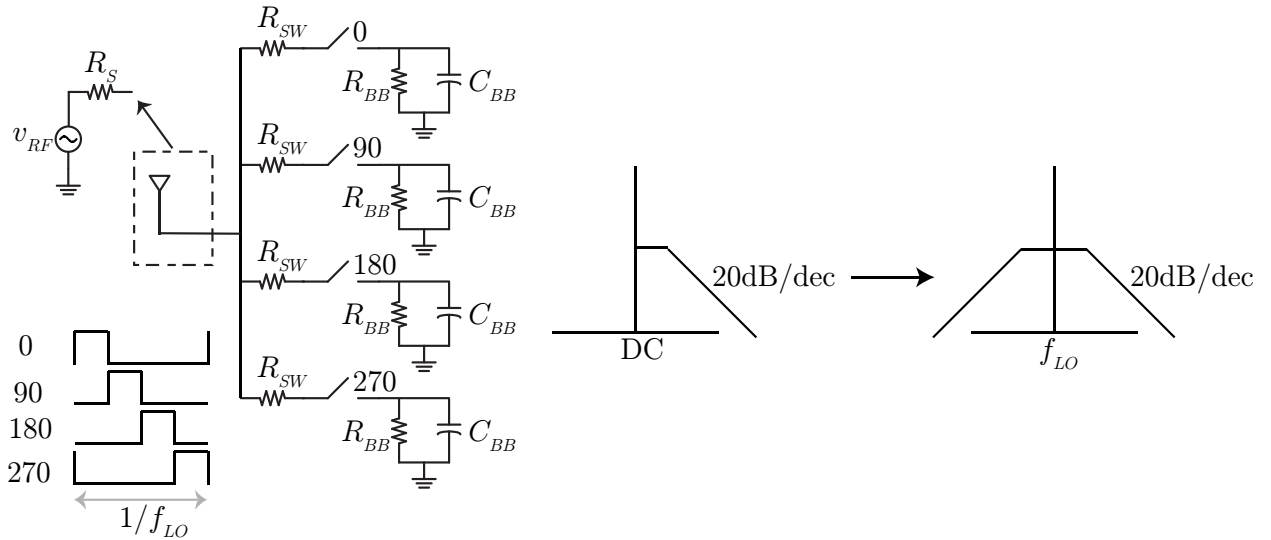 R_SW
0
R_BB
C_BB
R_S
v_RF
R_SW
90
R_BB
C_BB
R_SW
180
R_BB
C_BB
R_SW
270
R_BB
C_BB
0
90
180
270
1/f_LO
20dB/dec
DC
20dB/dec
f_LO